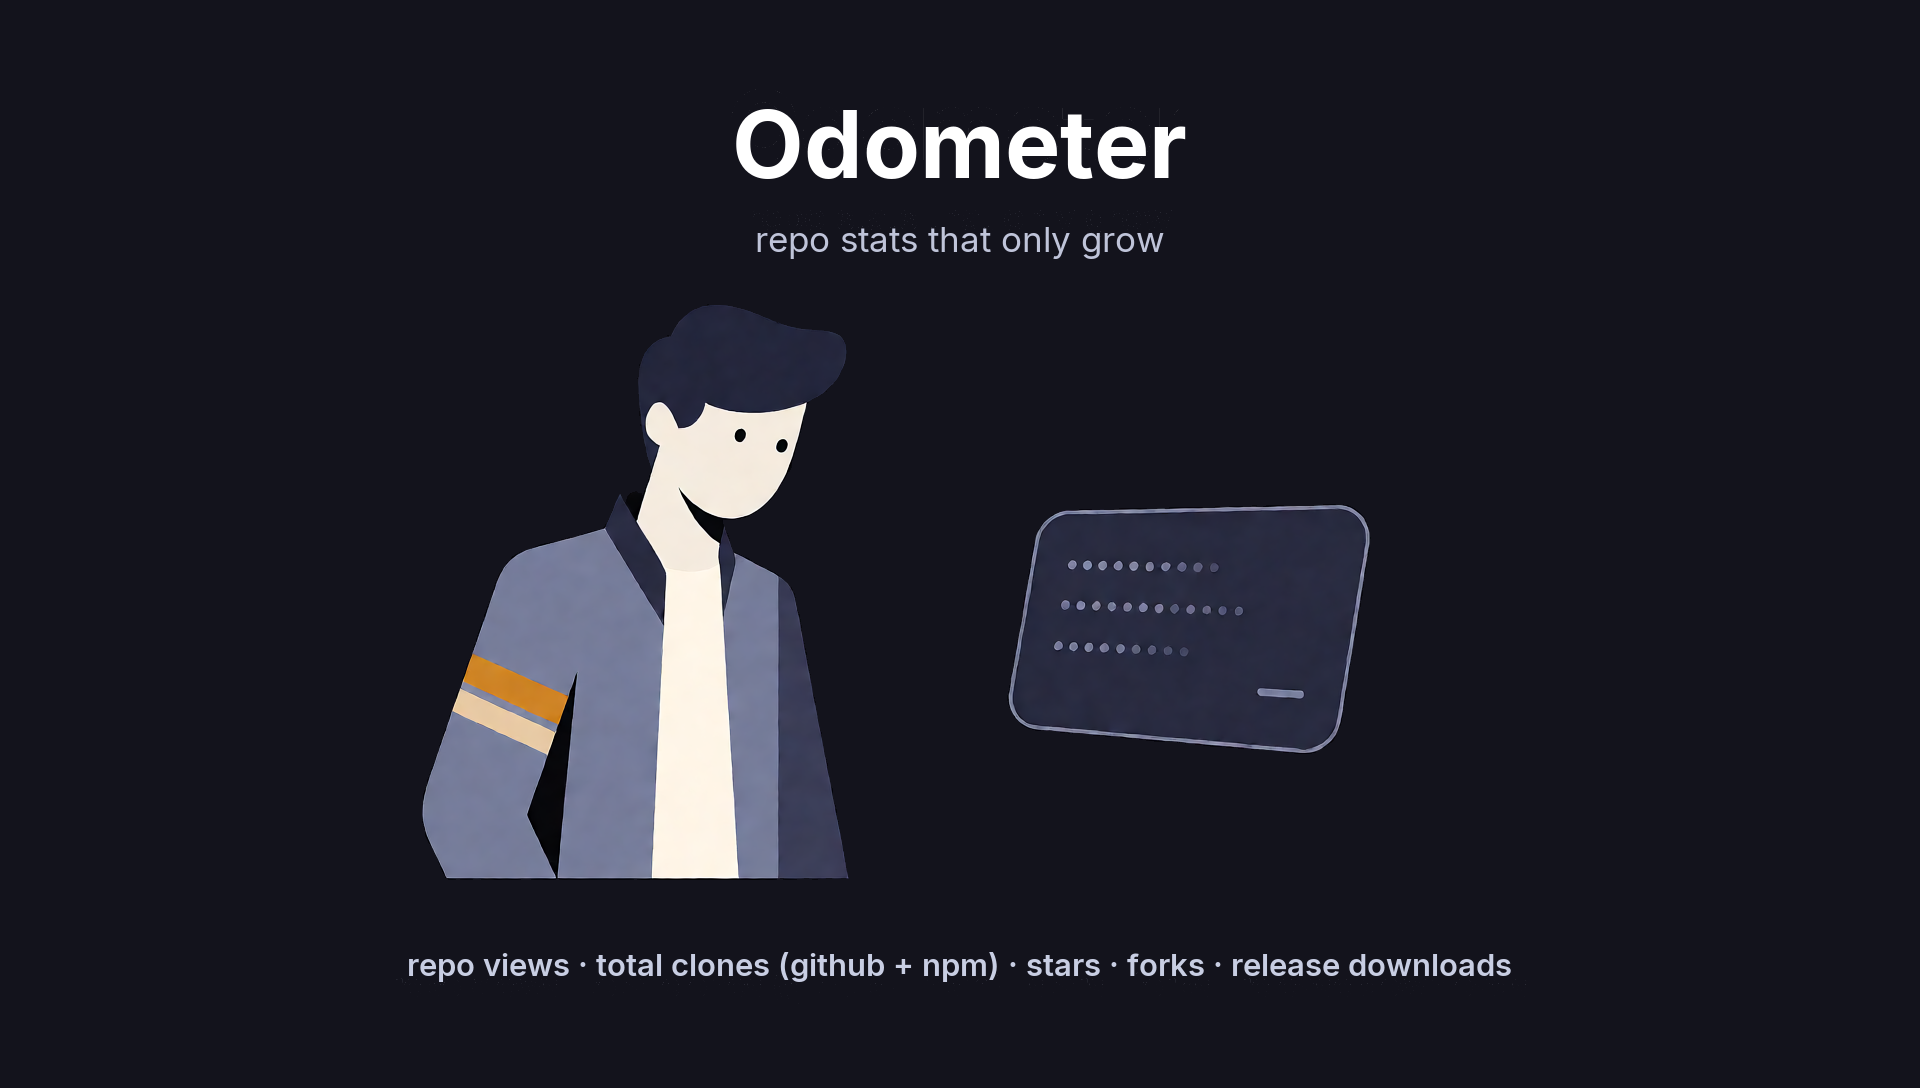 Odometer
repo stats that only grow
repo views · total clones (github + npm) · stars · forks · release downloads